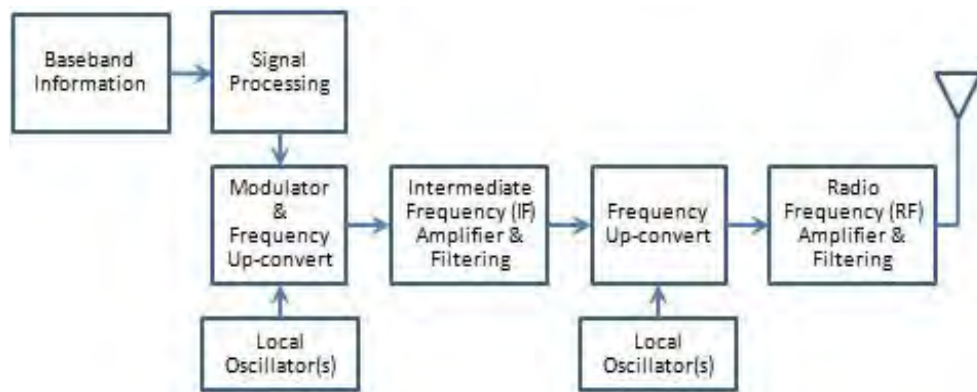 Baseband
Information
Signal
Processing
Modulator
&
Frequency
Up-convert
Intermediate
Frequency (IF)
Amplifier &
Filtering
Frequency
Up-convert
Radio
Frequency (RF)
Amplifier &
Filtering
Local
Oscillator(s)
Local
Oscillator(s)